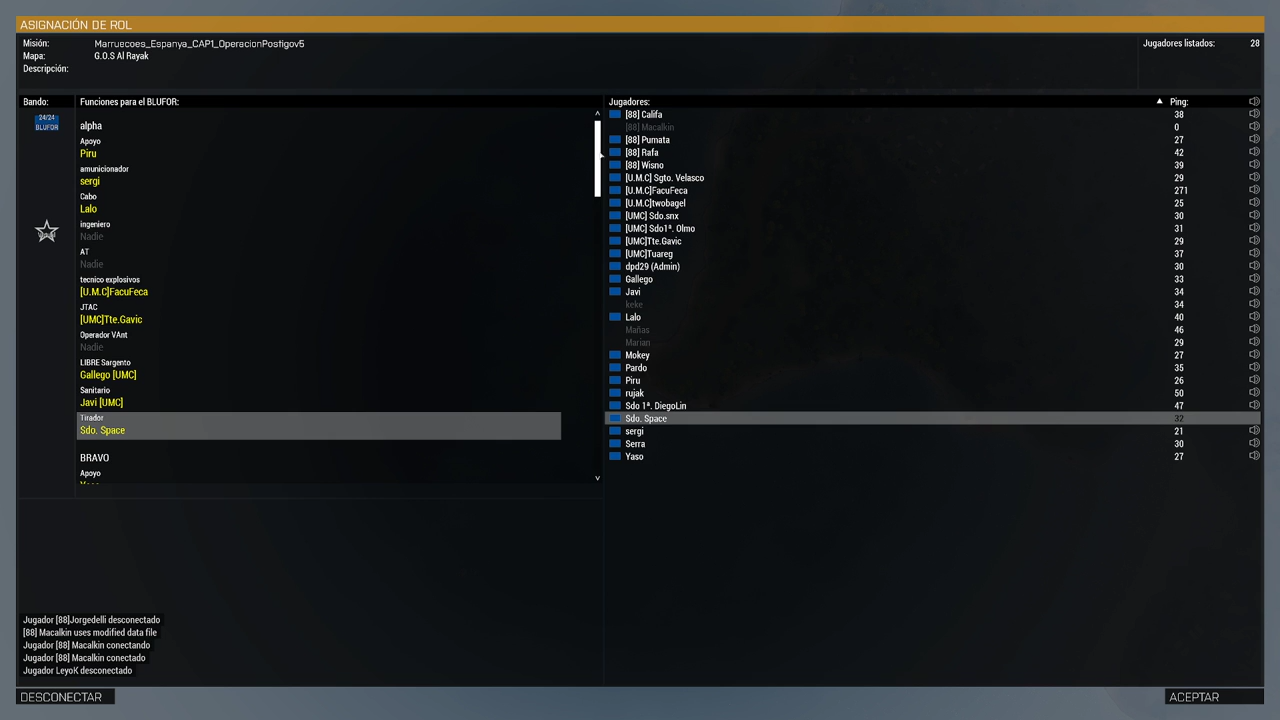 ASIGNACIÓN DE ROL
Misión: Marruecoes_Espanya_CAP1_OperacionPostigov5
Jugadores listados: 28
Mapa: G.O.S Al Rayak
Descripción:
Bando:
24/24
BLUFOR
Funciones para el BLUFOR:
alpha
Apoyo
Piru
amunicionador
sergi
Cabo
Lalo
ingeniero
Nadie
AT
Nadie
tecnico explosivos
[U.M.C]FacuFeca
JTAC
[UMC]Tte.Gavic
Operador VAnt
Nadie
LIBRE Sargento
Gallego [UMC]
Sanitario
Javi [UMC]
Tirador
Sdo. Space
BRAVO
Apoyo
Yaso
Jugadores: Ping:
[88] Califa 38
[88] Macalkin 0
[88] Pumata 27
[88] Rafa 42
[88] Wisno 39
[U.M.C] Sgto. Velasco 29
[U.M.C]FacuFeca 271
[U.M.C]twobagel 25
[UMC] Sdo.snx 30
[UMC] Sdo1ª. Olmo 31
[UMC]Tte.Gavic 29
[UMC]Tuareg 37
dpd29 (Admin) 30
Gallego 33
Javi 34
keke 34
Lalo 40
Mañas 46
Marian 29
Mokey 27
Pardo 35
Piru 26
rujak 50
Sdo 1ª. DiegoLin 47
Sdo. Space 32
sergi 21
Serra 30
Yaso 27
Jugador [88]Jorgedelli desconectado
[88] Macalkin uses modified data file
Jugador [88] Macalkin conectando
Jugador [88] Macalkin conectado
Jugador LeyoK desconectado
DESCONECTAR
ACEPTAR